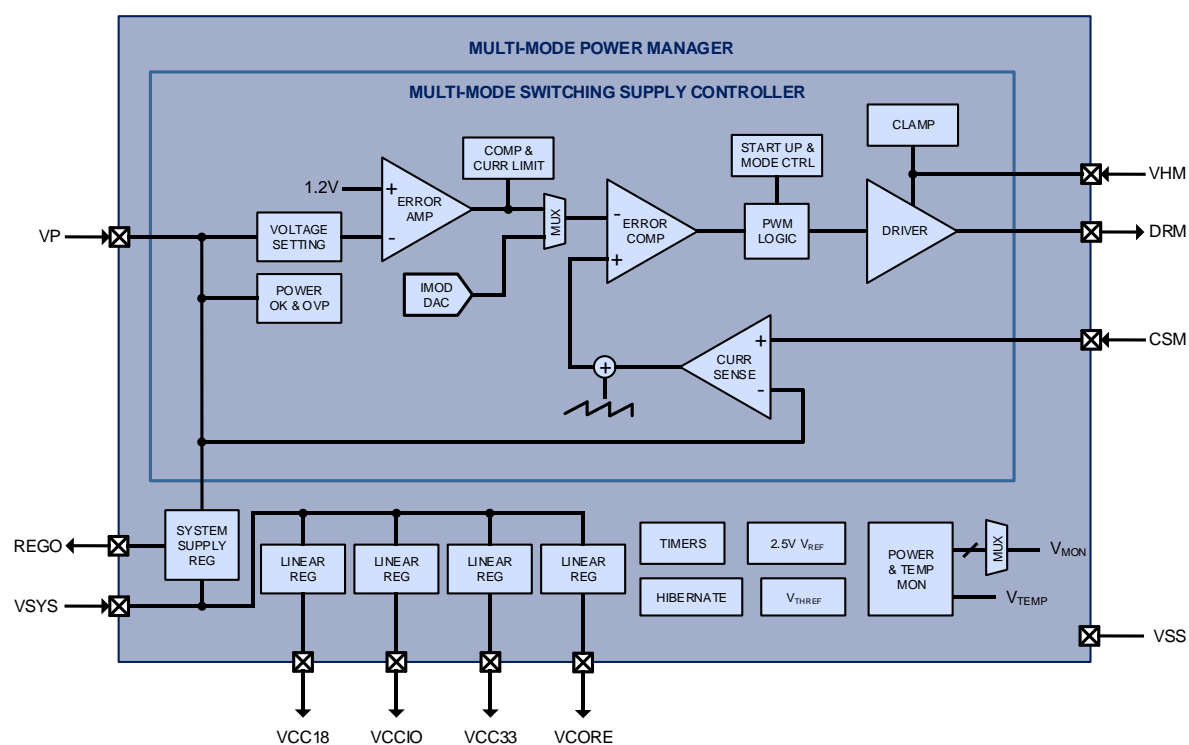 MULTI-MODE POWER MANAGER
MULTI-MODE SWITCHING SUPPLY CONTROLLER
CLAMP
COMP &
CURR LIMIT
START UP &
MODE CTRL
VHM
1.2V
+
ERROR
AMP
-
MUX
-
ERROR
COMP
+
PWM
LOGIC
DRIVER
DRM
VP
VOLTAGE
SETTING
POWER
OK & OVP
IMOD
DAC
CSM
+
CURR
SENSE
-
+
SYSTEM
SUPPLY
REG
REGO
VSYS
LINEAR
REG
LINEAR
REG
LINEAR
REG
LINEAR
REG
TIMERS
2.5V VREF
HIBERNATE
VTHREF
POWER
& TEMP
MON
MUX
VMON
VTEMP
VSS
VCC18
VCCIO
VCC33
VCORE